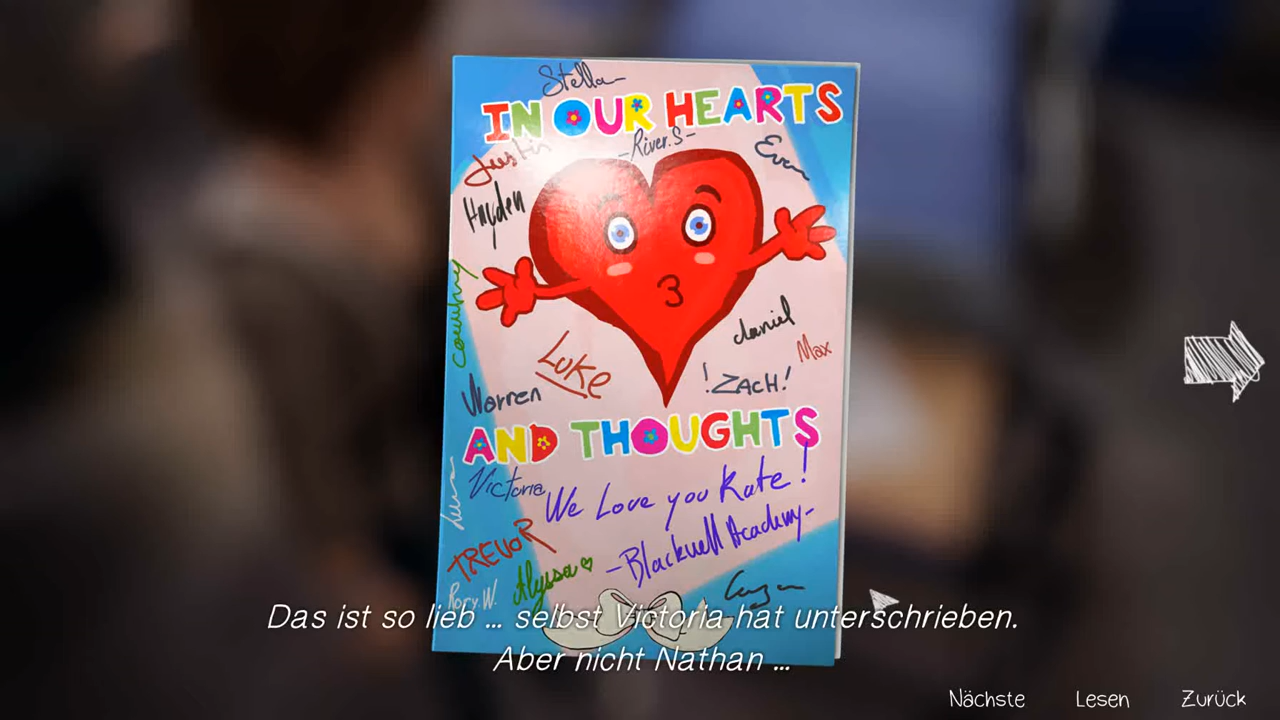 Stella
IN OUR HEARTS
-River.S-
Justin
Evan
Hayden
Courtney
daniel
Max
Luke
!ZACH!
Warren
AND THOUGHTS
Victoria
We Love you Kate!
-Blackwell Academy-
TREVOR
Alyssa
Rory.W.
Das ist so lieb ... selbst Victoria hat unterschrieben.
Aber nicht Nathan ...
Nächste Lesen Zurück